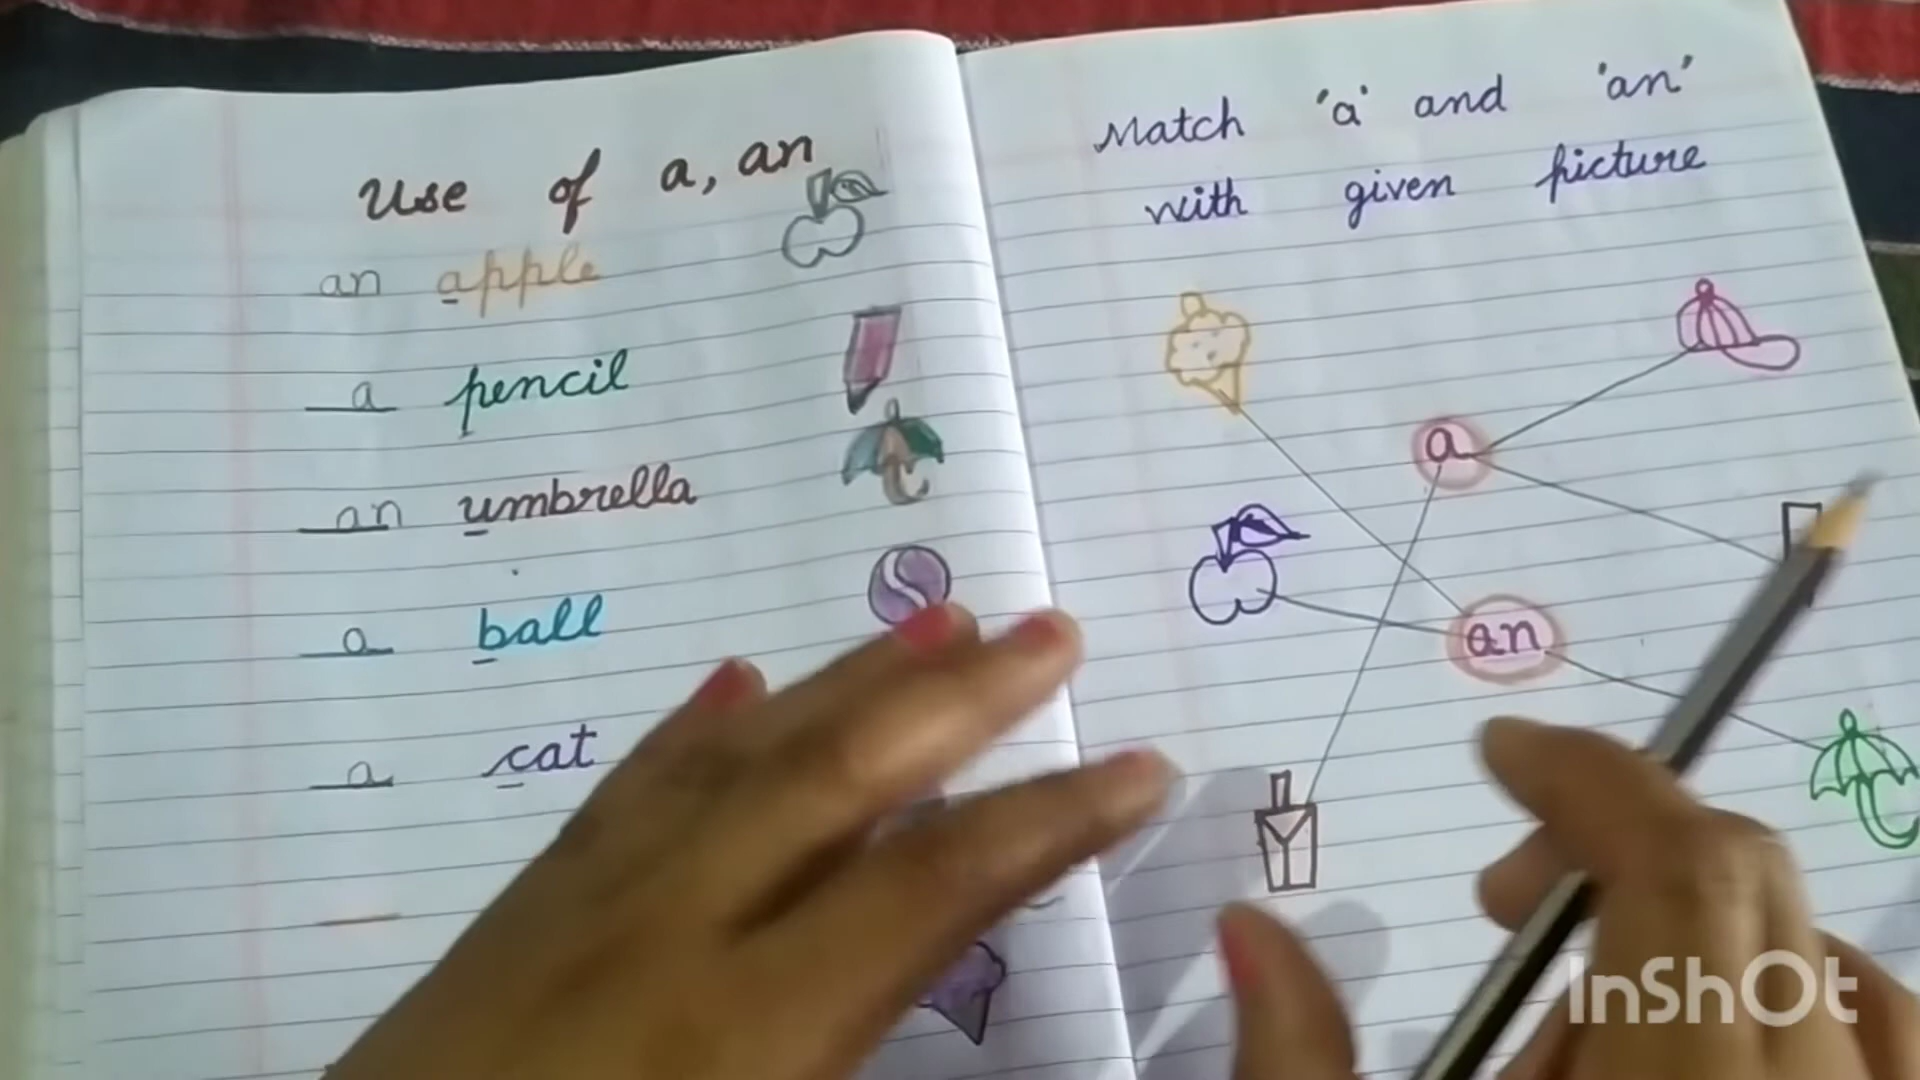 Use of a, an
an apple
a pencil
an umbrella
a ball
a cat
Match 'a' and 'an'
with given picture
a
an
InShOt